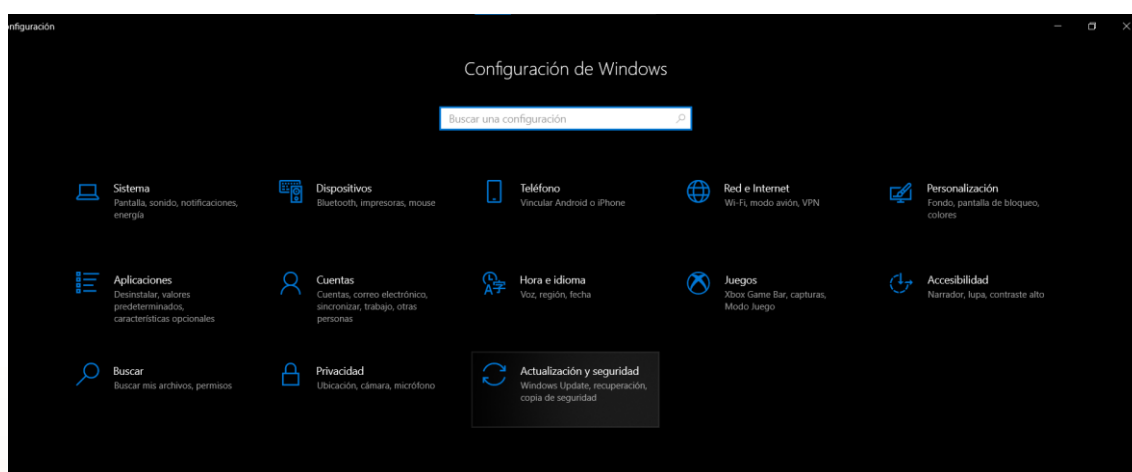 onfiguración
Configuración de Windows
Buscar una configuración
Sistema
Pantalla, sonido, notificaciones,
energía
Dispositivos
Bluetooth, impresoras, mouse
Teléfono
Vincular Android o iPhone
Red e Internet
Wi-Fi, modo avión, VPN
Personalización
Fondo, pantalla de bloqueo,
colores
Aplicaciones
Desinstalar, valores
predeterminados,
características opcionales
Cuentas
Cuentas, correo electrónico,
sincronizar, trabajo, otras
personas
Hora e idioma
Voz, región, fecha
Juegos
Xbox Game Bar, capturas,
Modo Juego
Accesibilidad
Narrador, lupa, contraste alto
Buscar
Buscar mis archivos, permisos
Privacidad
Ubicación, cámara, micrófono
Actualización y seguridad
Windows Update, recuperación,
copia de seguridad